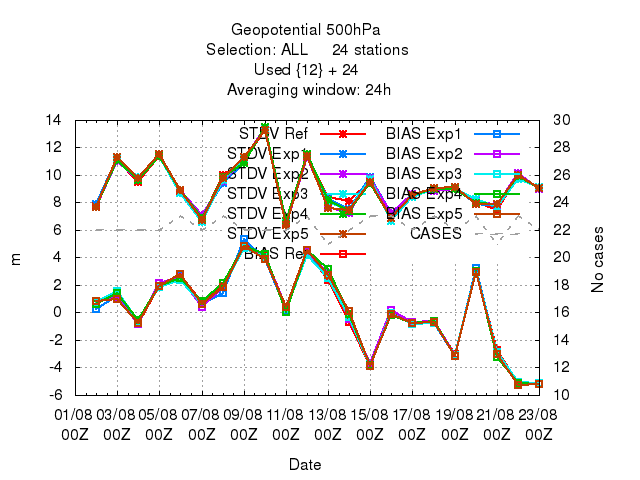 Geopotential 500hPa
Selection: ALL 24 stations
Used {12} + 24
Averaging window: 24h
14 30
12 28
10 26
8 24
6 22
4 20
2 18
0 16
-2 14
-4 12
-6 10
m
No cases
STDV Ref BIAS Exp1
STDV Exp1 BIAS Exp2
STDV Exp2 BIAS Exp3
STDV Exp3 BIAS Exp4
STDV Exp4 BIAS Exp5
STDV Exp5 CASES
BIAS Ref
01/08 03/08 05/08 07/08 09/08 11/08 13/08 15/08 17/08 19/08 21/08 23/08
00Z 00Z 00Z 00Z 00Z 00Z 00Z 00Z 00Z 00Z 00Z 00Z
Date